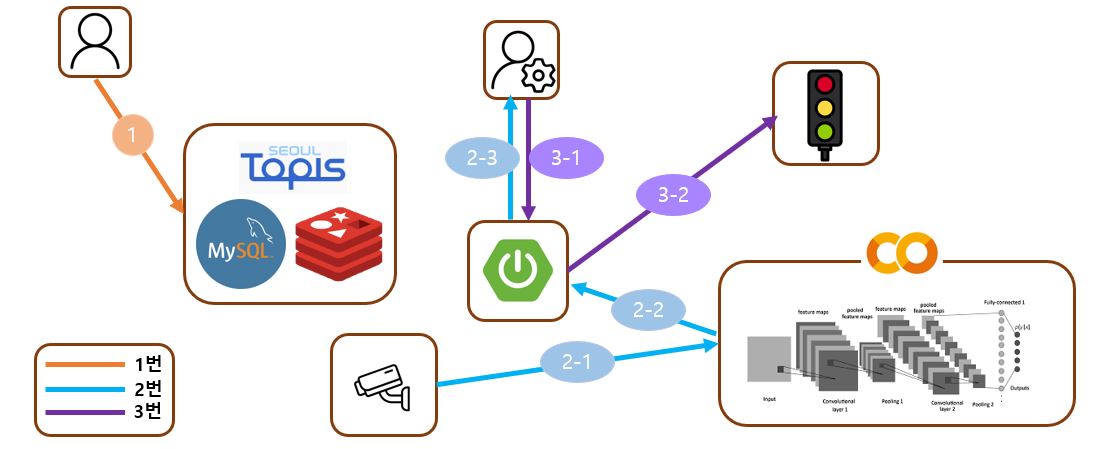 1
SEOUL
TOPIS
MySQL
2-3
3-1
3-2
2-2
2-1
1번
2번
3번
feature maps
pooled
feature maps
feature maps
pooled
feature maps
Fully-connected 1
p(y|x)
Outputs
Input
Convolutional
layer 1
Pooling 1
Convolutional
layer 2
Pooling 2